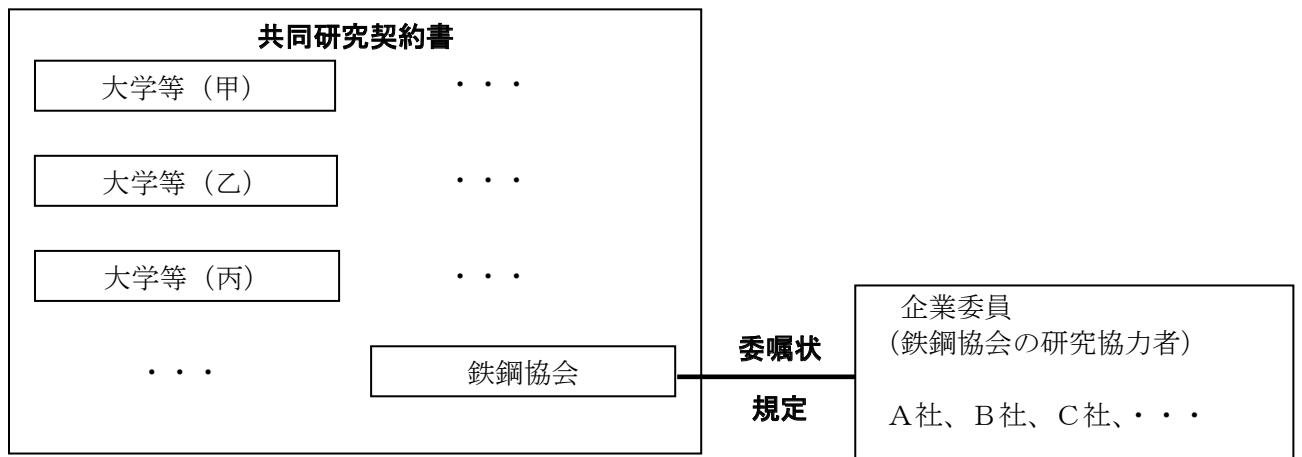 共同研究契約書
大学等（甲） ・・・
大学等（乙） ・・・
大学等（丙） ・・・
・・・ 鉄鋼協会
委嘱状
規定
企業委員
（鉄鋼協会の研究協力者）
Ａ社、Ｂ社、Ｃ社、・・・